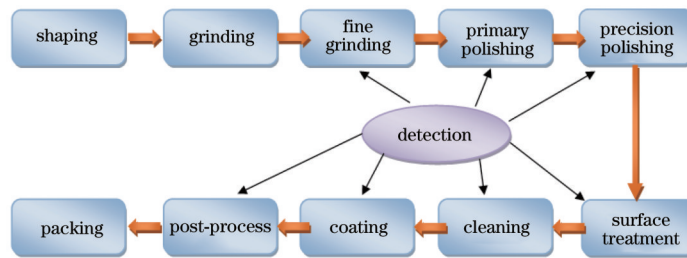 shaping
grinding
fine
grinding
primary
polishing
precision
polishing
detection
packing
post-process
coating
cleaning
surface
treatment